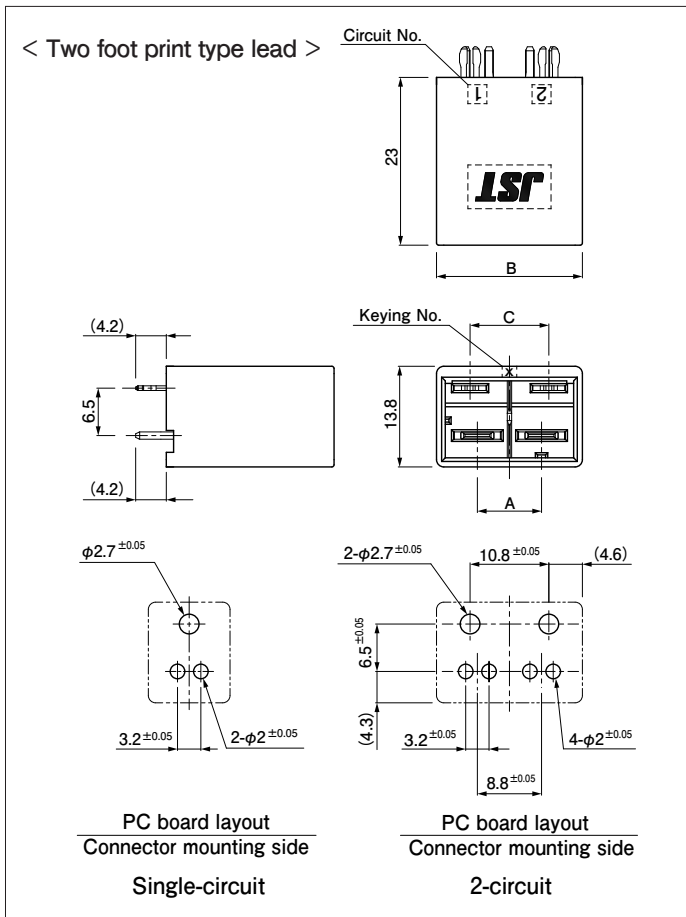 < Two foot print type lead >
Circuit No.
1
2
23
JST
B
(4.2)
Keying No.
C
X
6.5
13.8
(4.2)
A
φ2.7 ±0.05
2-φ2.7 ±0.05
10.8 ±0.05
(4.6)
6.5 ±0.05
(4.3)
3.2 ±0.05
2-φ2 ±0.05
3.2 ±0.05
4-φ2 ±0.05
8.8 ±0.05
PC board layout
Connector mounting side
Single-circuit
PC board layout
Connector mounting side
2-circuit